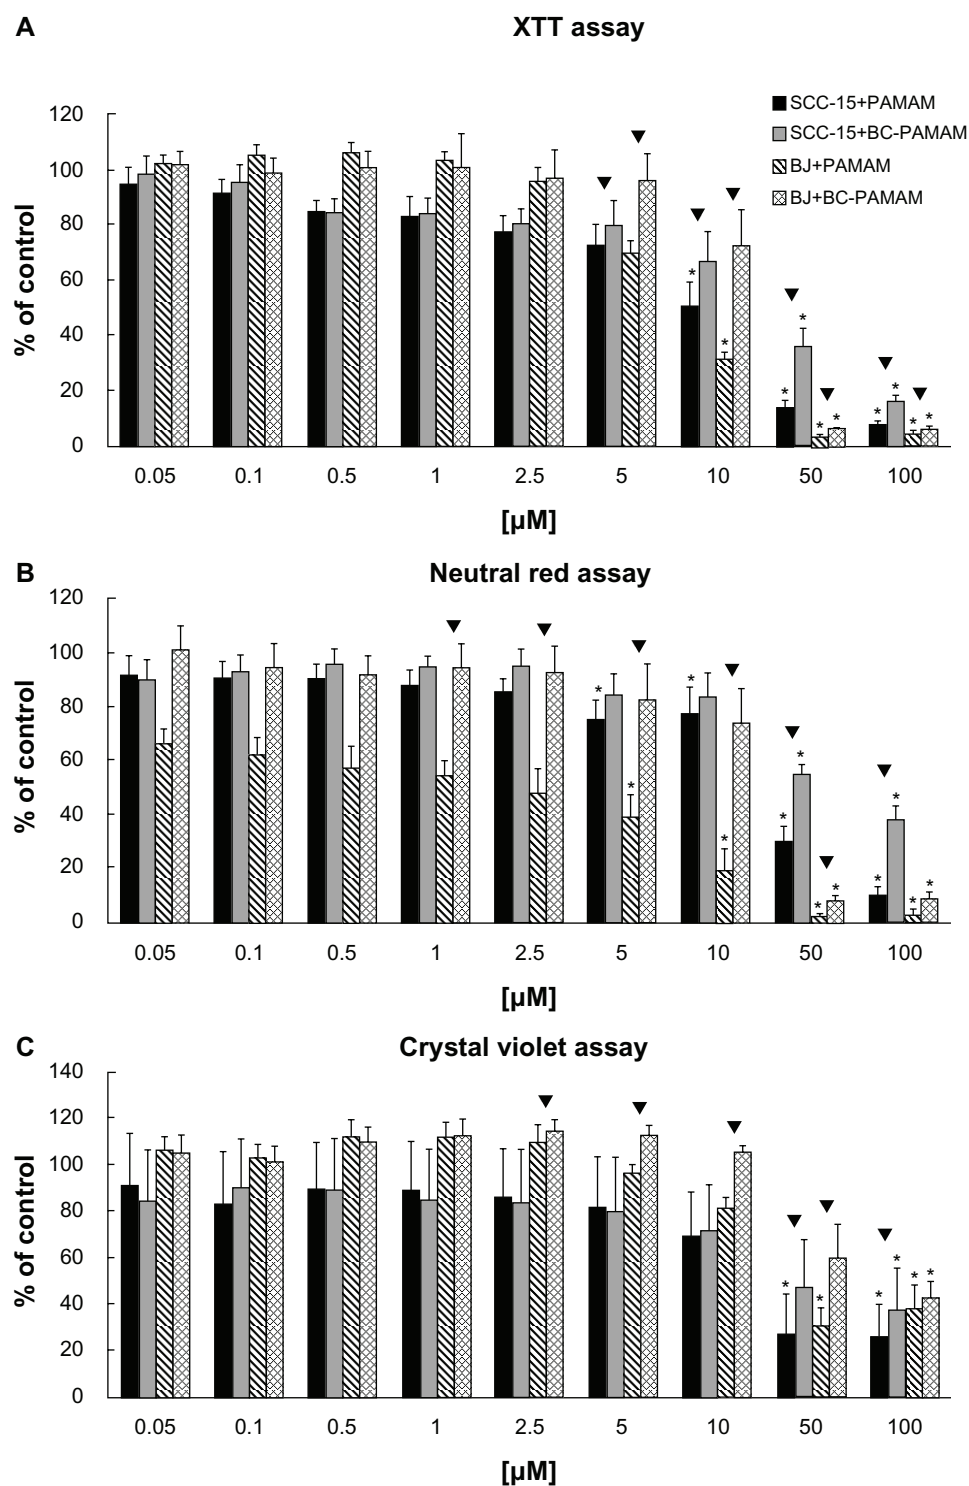 A
XTT assay
SCC-15+PAMAM
SCC-15+BC-PAMAM
BJ+PAMAM
BJ+BC-PAMAM
120
100
80
60
40
20
0
% of control
* * * * * * * * * *
0.05 0.1 0.5 1 2.5 5 10 50 100
[µM]
B
Neutral red assay
120
100
80
60
40
20
0
% of control
* * * * * * * * * * * *
0.05 0.1 0.5 1 2.5 5 10 50 100
[µM]
C
Crystal violet assay
140
120
100
80
60
40
20
0
% of control
* * * * * *
0.05 0.1 0.5 1 2.5 5 10 50 100
[µM]